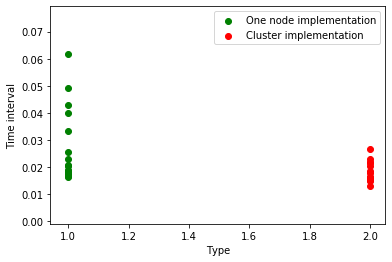 One node implementation
Cluster implementation
Time interval
0.07
0.06
0.05
0.04
0.03
0.02
0.01
0.00
1.0 1.2 1.4 1.6 1.8 2.0
Type